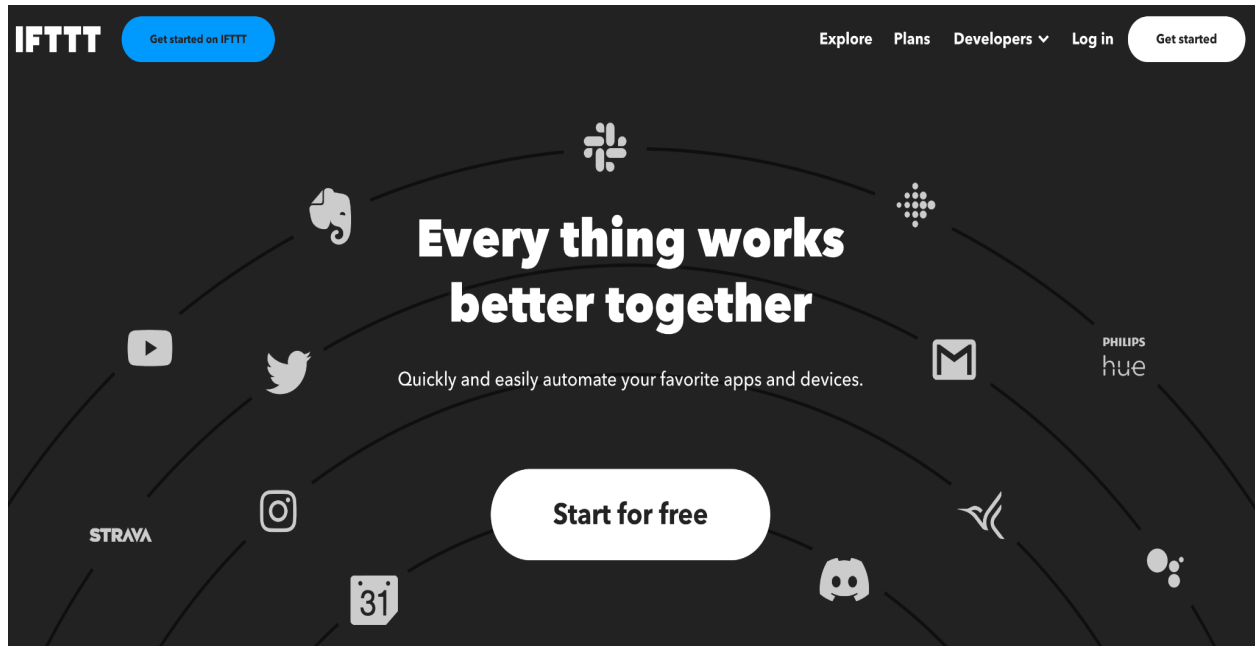 IFTTT
Get started on IFTTT
Explore
Plans
Developers
Log in
Get started
Every thing works
better together
PHILIPS
hue
Quickly and easily automate your favorite apps and devices.
Start for free
STRAVA
31